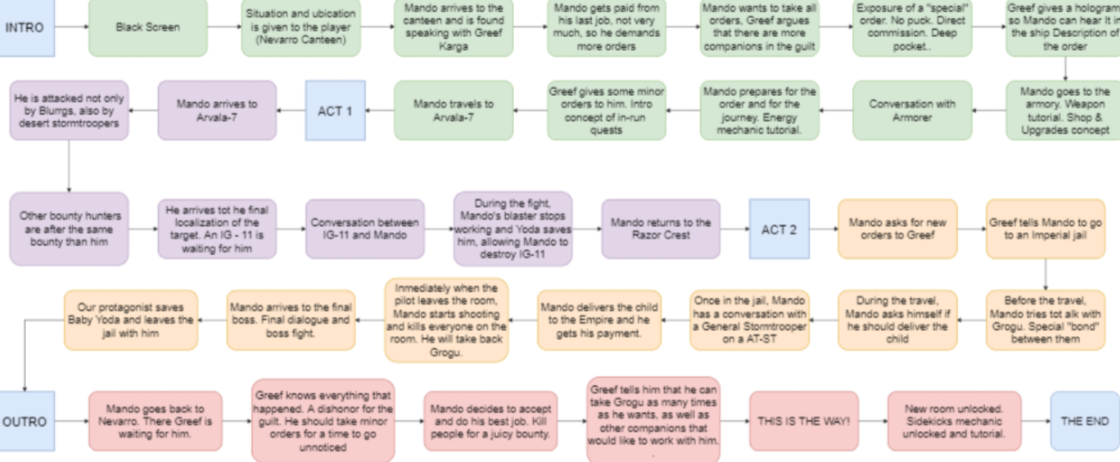 INTRO
Black Screen
Situation and ubication
is given to the player
(Nevarro Canteen)
Mando arrives to the
canteen and is found
speaking with Greef
Karga
Mando gets paid from
his last job, not very
much, so he demands
more orders
Mando wants to take all
orders, Greef argues
that there are more
companions in the guilt
Exposure of a "special"
order. No puck. Direct
commission. Deep
pocket..
Greef gives a hologram
so Mando can hear it in
the ship Description of
the order
Mando goes to the
armory. Weapon
tutorial. Shop &
Upgrades concept
Conversation with
Armorer
Mando prepares for the
order and for the
journey. Energy
mechanic tutorial.
Greef gives some minor
orders to him. Intro
concept of in-run
quests
Mando travels to
Arvala-7
ACT 1
Mando arrives to
Arvala-7
He is attacked not only
by Blurrgs, also by
desert stormtroopers
Other bounty hunters
are after the same
bounty than him
He arrives tot he final
localization of the
target. An IG - 11 is
waiting for him
Conversation between
IG-11 and Mando
During the fight,
Mando's blaster stops
working and Yoda saves
him, allowing Mando to
destroy IG-11
Mando returns to the
Razor Crest
ACT 2
Mando asks for new
orders to Greef
Greef tells Mando to go
to an Imperial jail
Before the travel,
Mando tries tot alk with
Grogu. Special "bond"
between them
During the travel,
Mando asks himself if
he should deliver the
child
Once in the jail, Mando
has a conversation with
a General Stormtrooper
on a AT-ST
Mando delivers the child
to the Empire and he
gets his payment.
Inmediately when the
pilot leaves the room,
Mando starts shooting
and kills everyone on the
room. He will take back
Grogu.
Mando arrives to the final
boss. Final dialogue and
boss fight.
Our protagonist saves
Baby Yoda and leaves the
jail with him
OUTRO
Mando goes back to
Nevarro. There Greef is
waiting for him.
Greef knows everything that
happened. A dishonor for the
guilt. He should take minor
orders for a time to go
unnoticed
Mando decides to accept
and do his best job. Kill
people for a juicy bounty.
Greef tells him that he can
take Grogu as many times
as he wants, as well as
other companions that
would like to work with him.
.
THIS IS THE WAY!
New room unlocked.
Sidekicks mechanic
unlocked and tutorial.
THE END